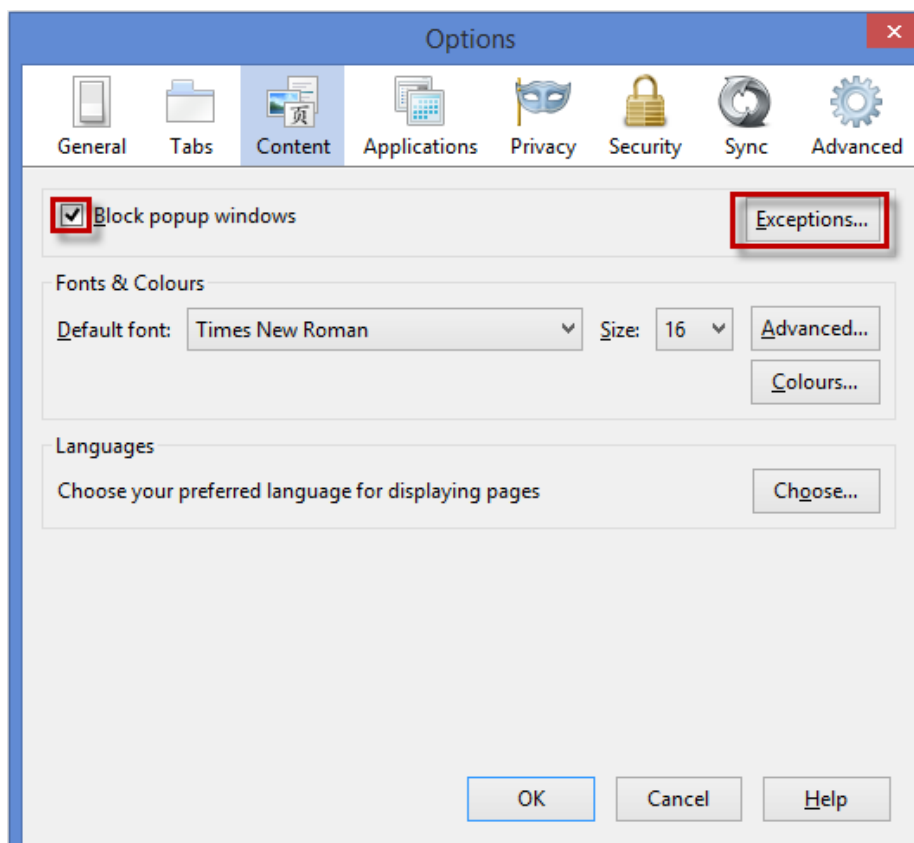 Options
General Tabs Content Applications Privacy Security Sync Advanced
页
Block popup windows Exceptions...
Fonts & Colours
Default font: Times New Roman Size: 16 Advanced...
Colours...
Languages
Choose your preferred language for displaying pages Choose...
OK Cancel Help